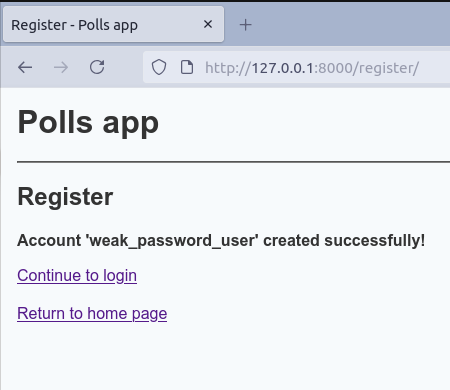 Register - Polls app
http://127.0.0.1:8000/register/
Polls app
Register
Account 'weak_password_user' created successfully!
Continue to login
Return to home page